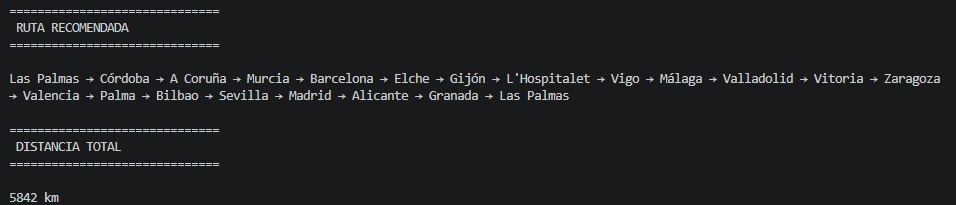 ==============================
RUTA RECOMENDADA
==============================
Las Palmas → Córdoba → A Coruña → Murcia → Barcelona → Elche → Gijón → L'Hospitalet → Vigo → Málaga → Valladolid → Vitoria → Zaragoza
→ Valencia → Palma → Bilbao → Sevilla → Madrid → Alicante → Granada → Las Palmas
==============================
DISTANCIA TOTAL
==============================
5842 km